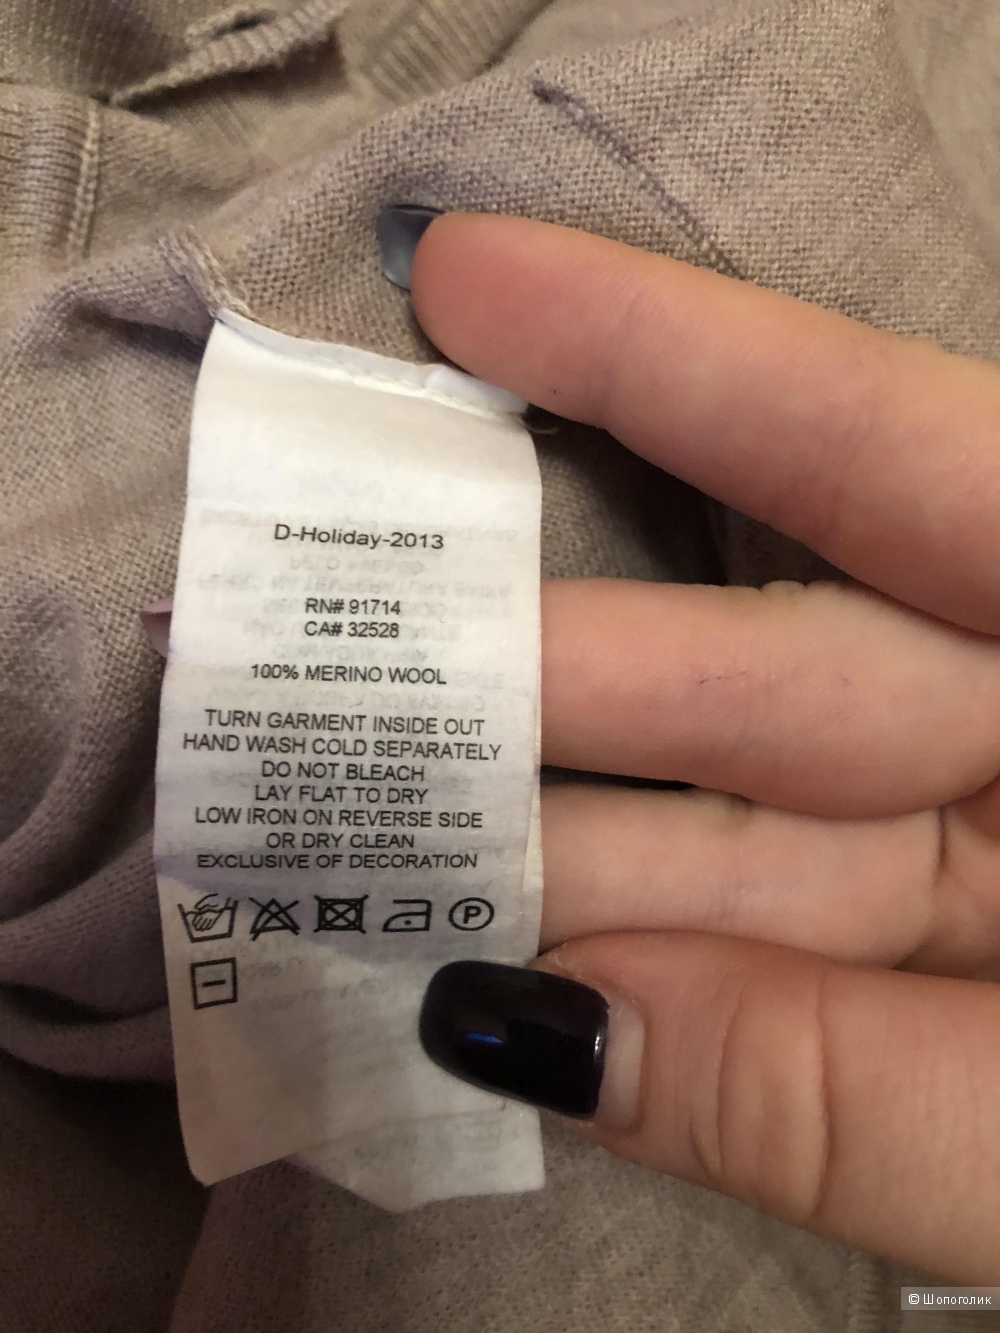 D-Holiday-2013
RN# 91714
CA# 32528
100% MERINO WOOL
TURN GARMENT INSIDE OUT
HAND WASH COLD SEPARATELY
DO NOT BLEACH
LAY FLAT TO DRY
LOW IRON ON REVERSE SIDE
OR DRY CLEAN
EXCLUSIVE OF DECORATION
P
© Шопоголик